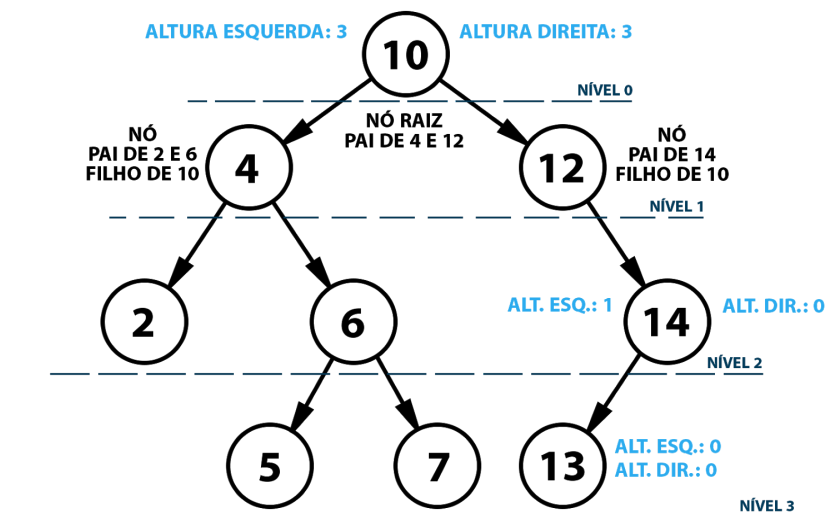 ALTURA ESQUERDA: 3
10
ALTURA DIREITA: 3
NÍVEL 0
NÓ RAIZ
PAI DE 4 E 12
NÓ
PAI DE 2 E 6
FILHO DE 10
4
12
NÓ
PAI DE 14
FILHO DE 10
NÍVEL 1
2
6
ALT. ESQ.: 1
14
ALT. DIR.: 0
NÍVEL 2
5
7
13
ALT. ESQ.: 0
ALT. DIR.: 0
NÍVEL 3